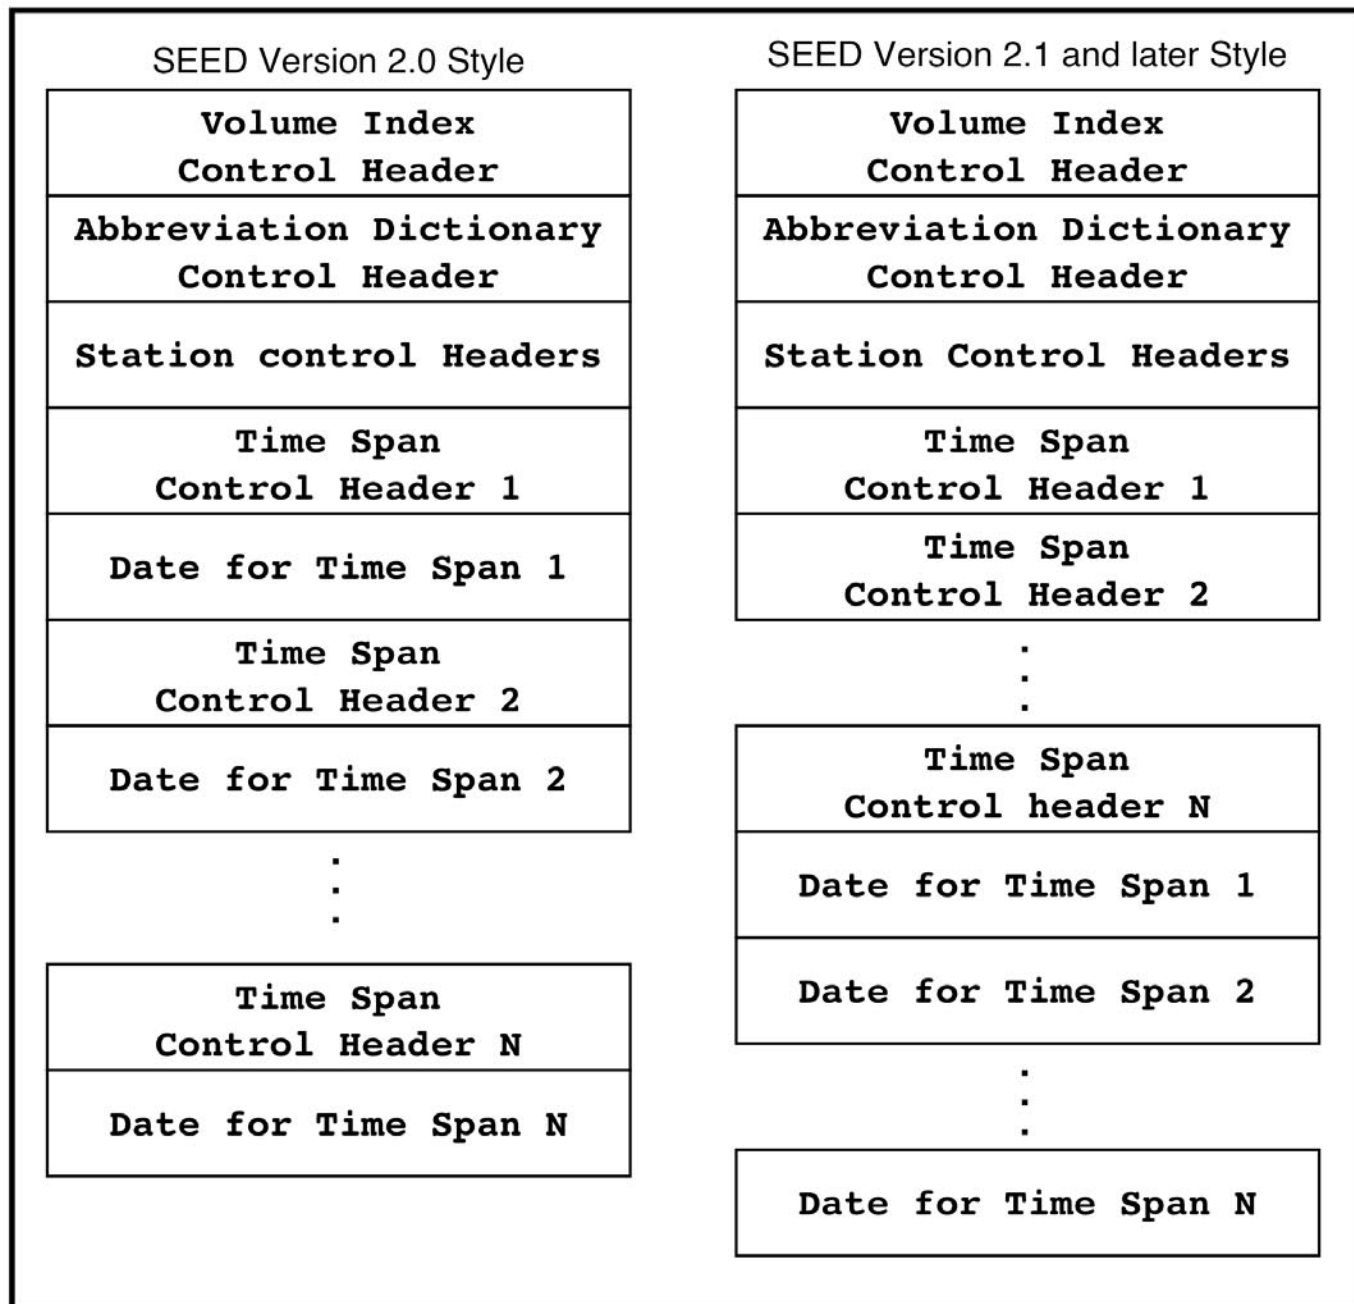 SEED Version 2.0 Style
Volume Index
Control Header
Abbreviation Dictionary
Control Header
Station control Headers
Time Span
Control Header 1
Date for Time Span 1
Time Span
Control Header 2
Date for Time Span 2
.
.
.
Time Span
Control Header N
Date for Time Span N
SEED Version 2.1 and later Style
Volume Index
Control Header
Abbreviation Dictionary
Control Header
Station Control Headers
Time Span
Control Header 1
Time Span
Control Header 2
.
.
.
Time Span
Control header N
Date for Time Span 1
Date for Time Span 2
.
.
.
Date for Time Span N